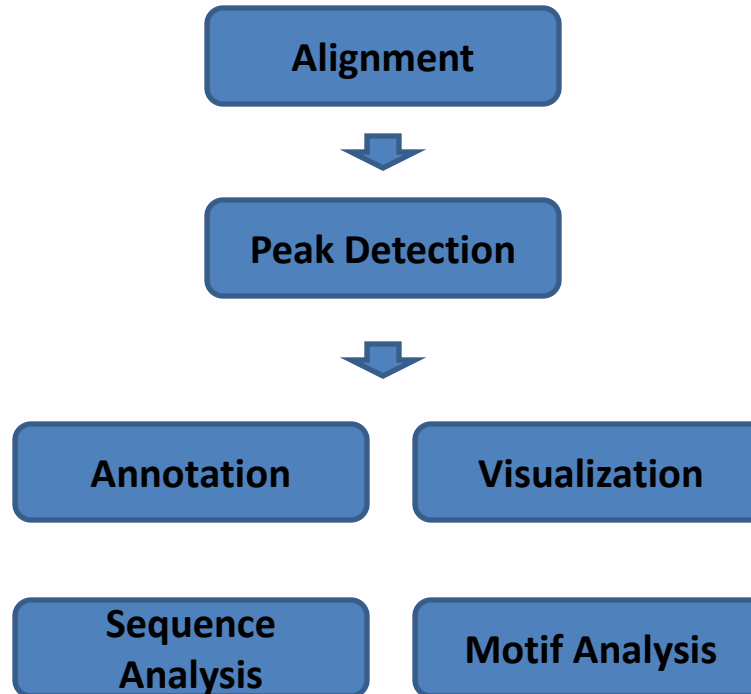 Alignment
Peak Detection
Annotation
Visualization
Sequence
Analysis
Motif Analysis